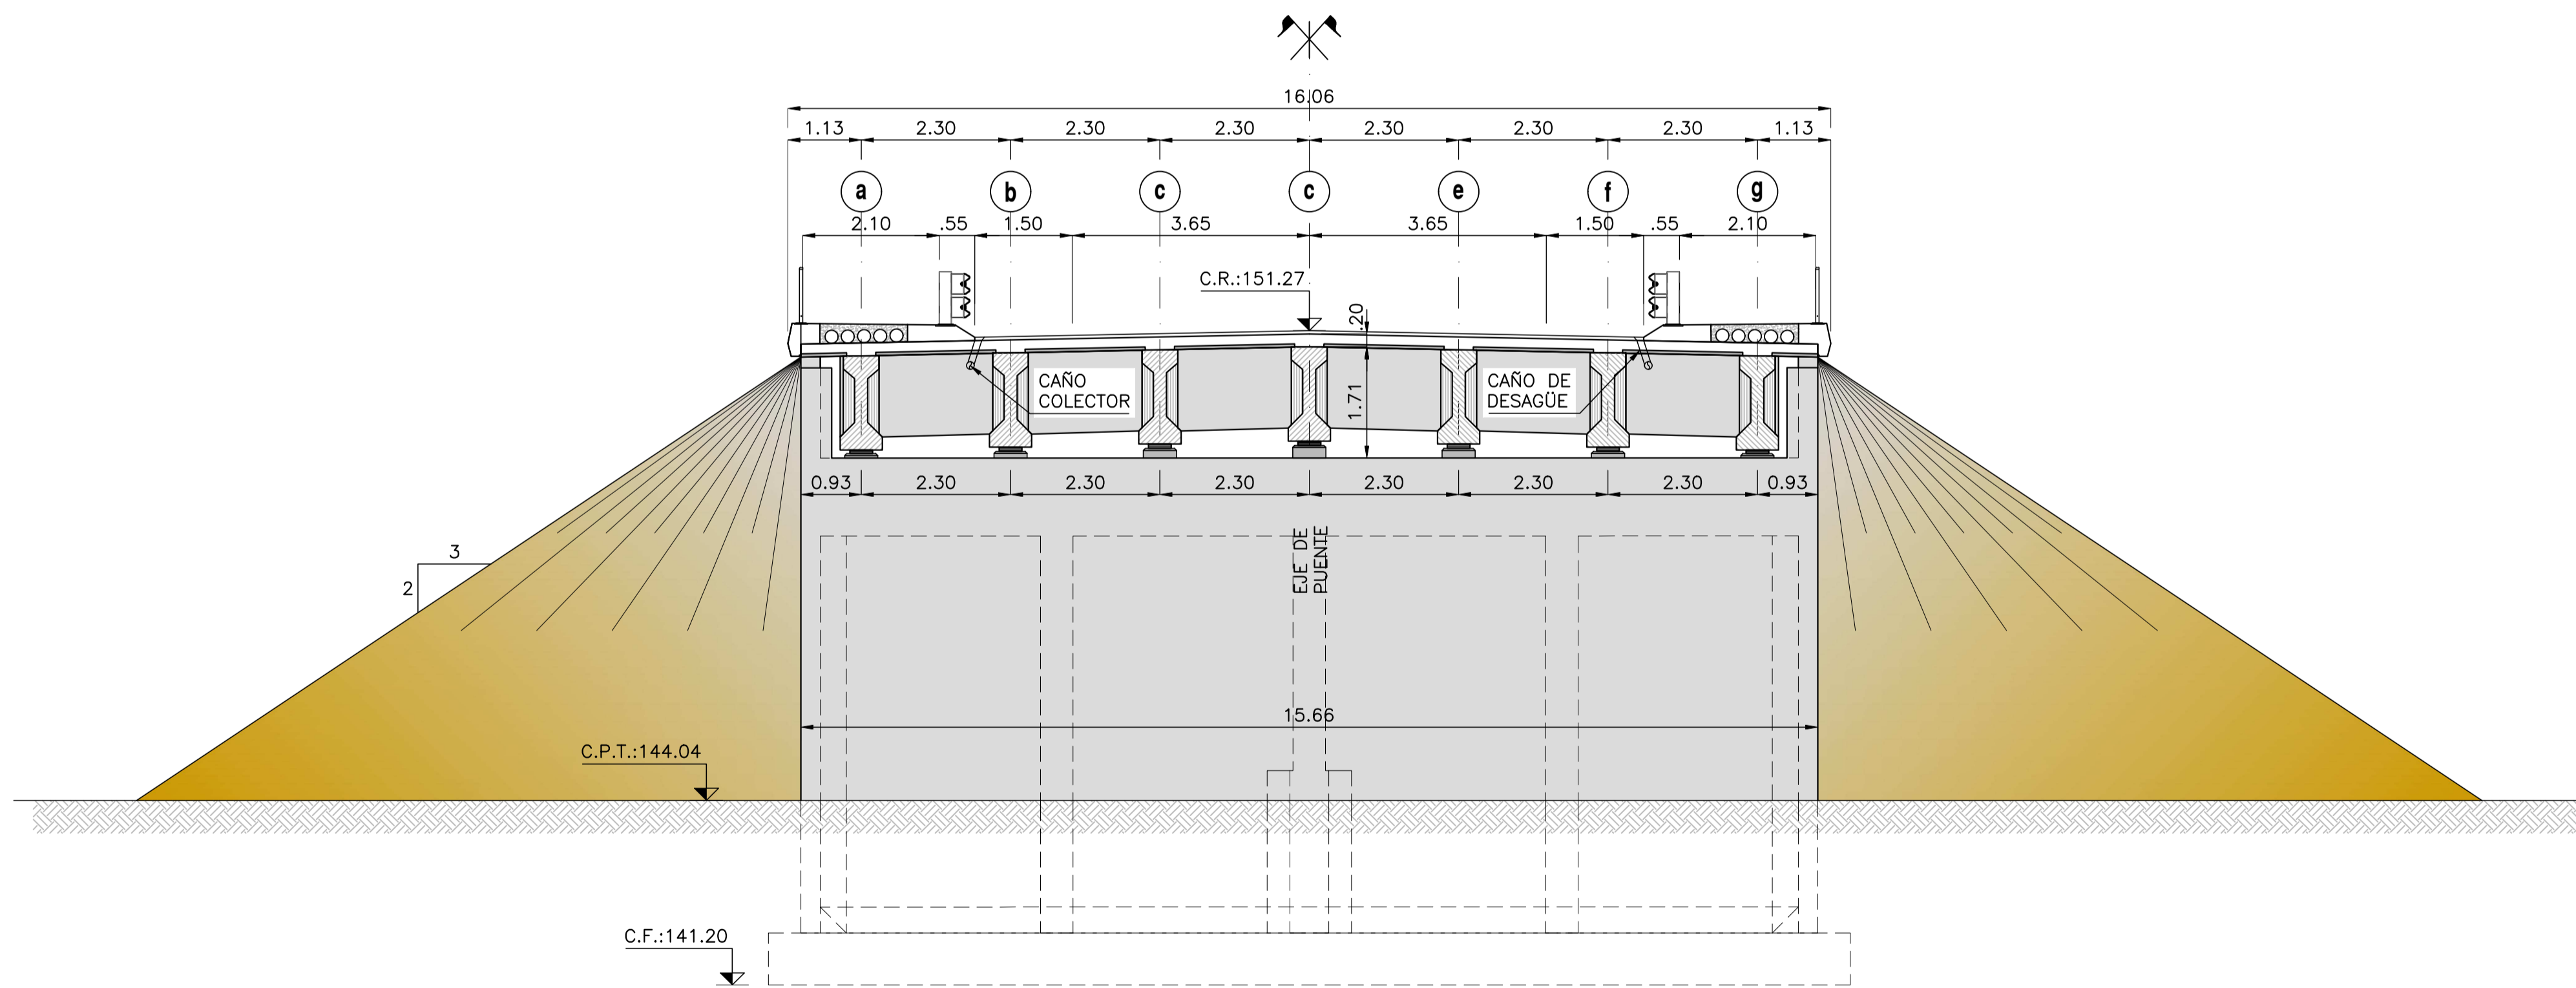 16.06
1.13 2.30 2.30 2.30 2.30 2.30 2.30 1.13
a b c c e f g
2.10 .55 1.50 3.65 3.65 1.50 .55 2.10
C.R.:151.27
.20
CAÑO
COLECTOR
1.71
CAÑO DE
DESAGÜE
0.93 2.30 2.30 2.30 2.30 2.30 2.30 0.93
EJE DE
PUENTE
3
2
15.66
C.P.T.:144.04
C.F.:141.20